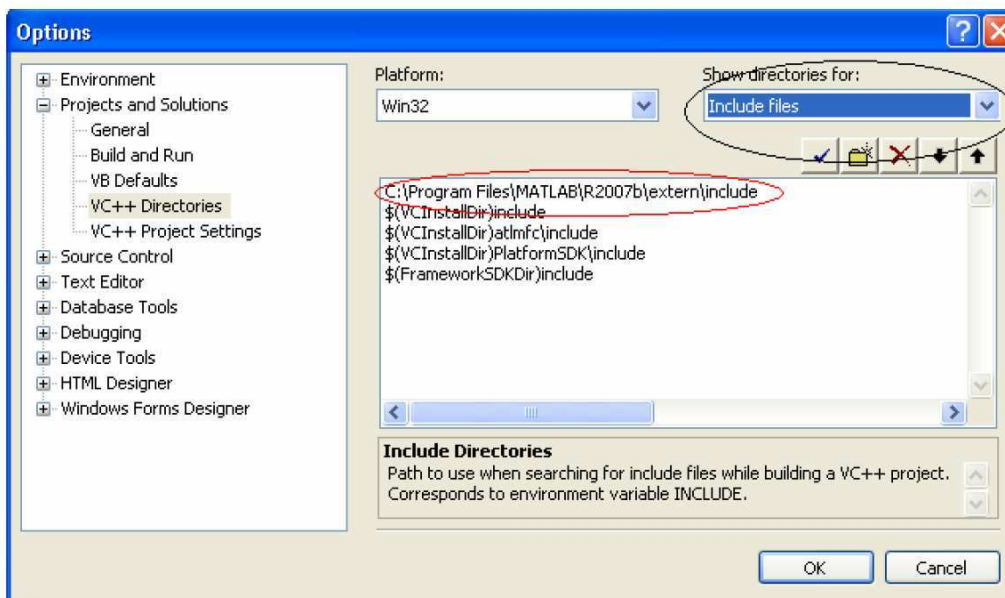 Options
Environment
Projects and Solutions
General
Build and Run
VB Defaults
VC++ Directories
VC++ Project Settings
Source Control
Text Editor
Database Tools
Debugging
Device Tools
HTML Designer
Windows Forms Designer
Platform:
Win32
Show directories for:
Include files
C:\Program Files\MATLAB\R2007b\extern\include
$(VCInstallDir)include
$(VCInstallDir)atlmfc\include
$(VCInstallDir)PlatformSDK\include
$(FrameworkSDKDir)include
Include Directories
Path to use when searching for include files while building a VC++ project.
Corresponds to environment variable INCLUDE.
OK
Cancel